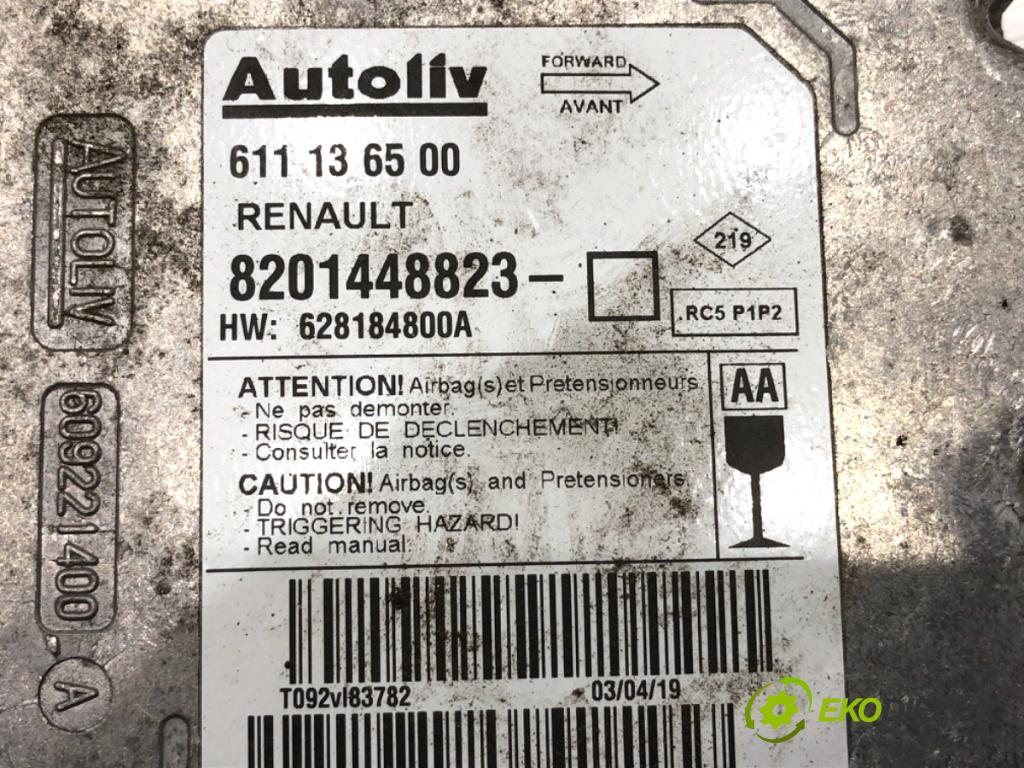 Autoliv
FORWARD
AVANT
611 13 65 00
RENAULT
219
8201448823-
RC5 P1P2
HW: 628184800A
ATTENTION! Airbag(s) et Pretensionneurs
- Ne pas demonter.
- RISQUE DE DECLENCHEMENT!
- Consulter la notice.
AA
CAUTION! Airbag(s) and Pretensioners
- Do not remove.
- TRIGGERING HAZARD!
- Read manual.
T092vI83782
03/04/19
AUTOLIV
609221400
A
EKO